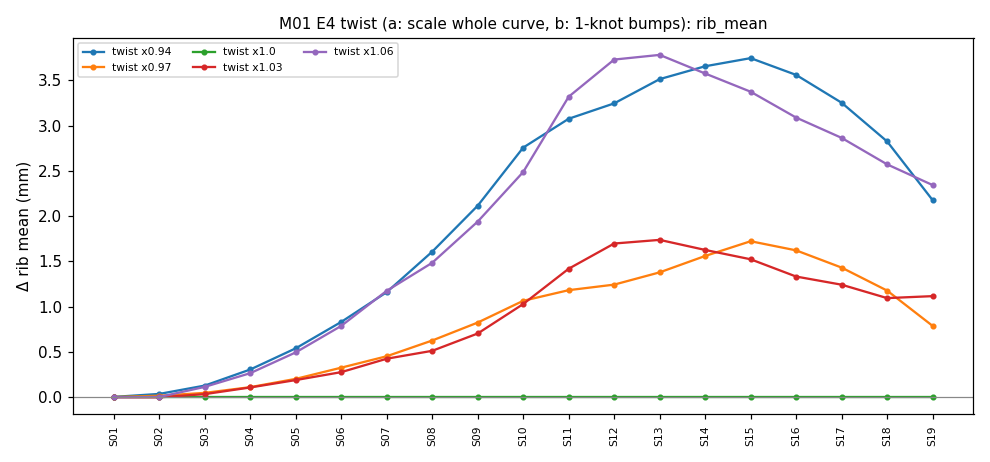 M01 E4 twist (a: scale whole curve, b: 1-knot bumps): rib_mean
twist x0.94
twist x0.97
twist x1.0
twist x1.03
twist x1.06
Δ rib mean (mm)
3.5
3.0
2.5
2.0
1.5
1.0
0.5
0.0
S01 S02 S03 S04 S05 S06 S07 S08 S09 S10 S11 S12 S13 S14 S15 S16 S17 S18 S19